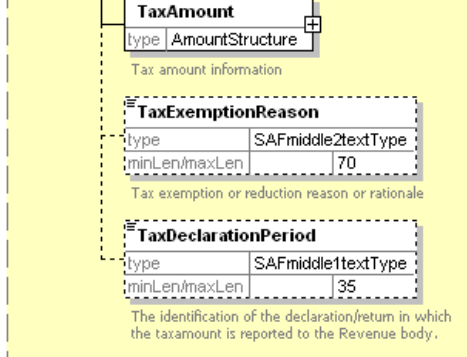 TaxAmount
type AmountStructure
Tax amount information
TaxExemptionReason
type SAFmiddle2textType
minLen/maxLen 70
Tax exemption or reduction reason or rationale
TaxDeclarationPeriod
type SAFmiddle1textType
minLen/maxLen 35
The identification of the declaration/return in which
the taxamount is reported to the Revenue body.